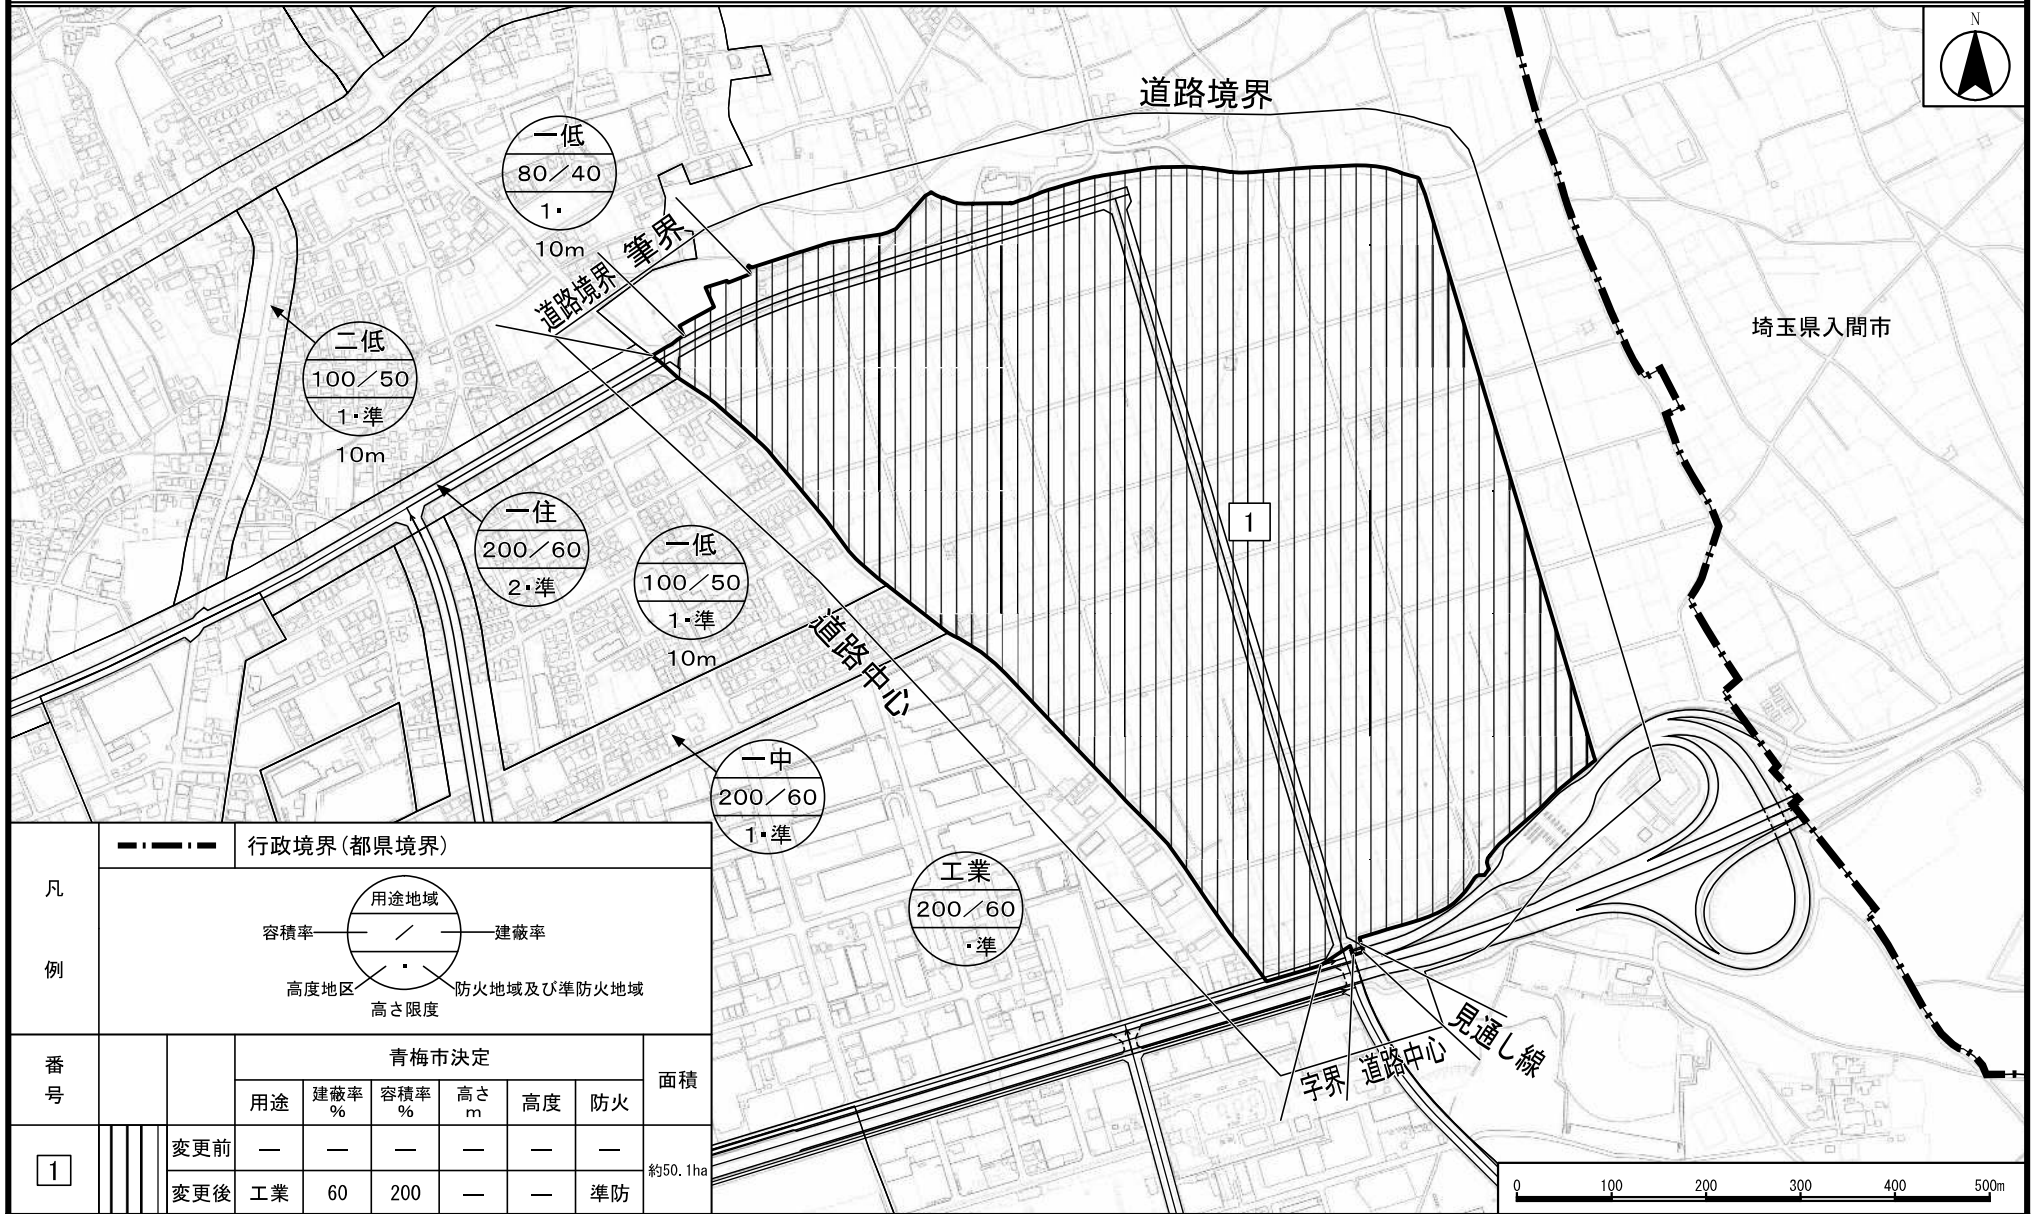 N
道路境界
一低
80/40
1・
10m
筆界
道路境界
埼玉県入間市
二低
100/50
1・準
10m
一住
200/60
2・準
一低
100/50
1・準
10m
1
道路中心
一中
200/60
1・準
工業
200/60
・準
見通し線
道路中心
字界
凡例
行政境界(都県境界)
用途地域
容積率
/
建蔽率
・
高度地区
防火地域及び準防火地域
高さ限度
番号
青梅市決定
面積
用途
建蔽率 %
容積率 %
高さ m
高度
防火
1
変更前 ― ― ― ― ― ―
約50.1ha
変更後 工業 60 200 ― ― 準防
0 100 200 300 400 500m